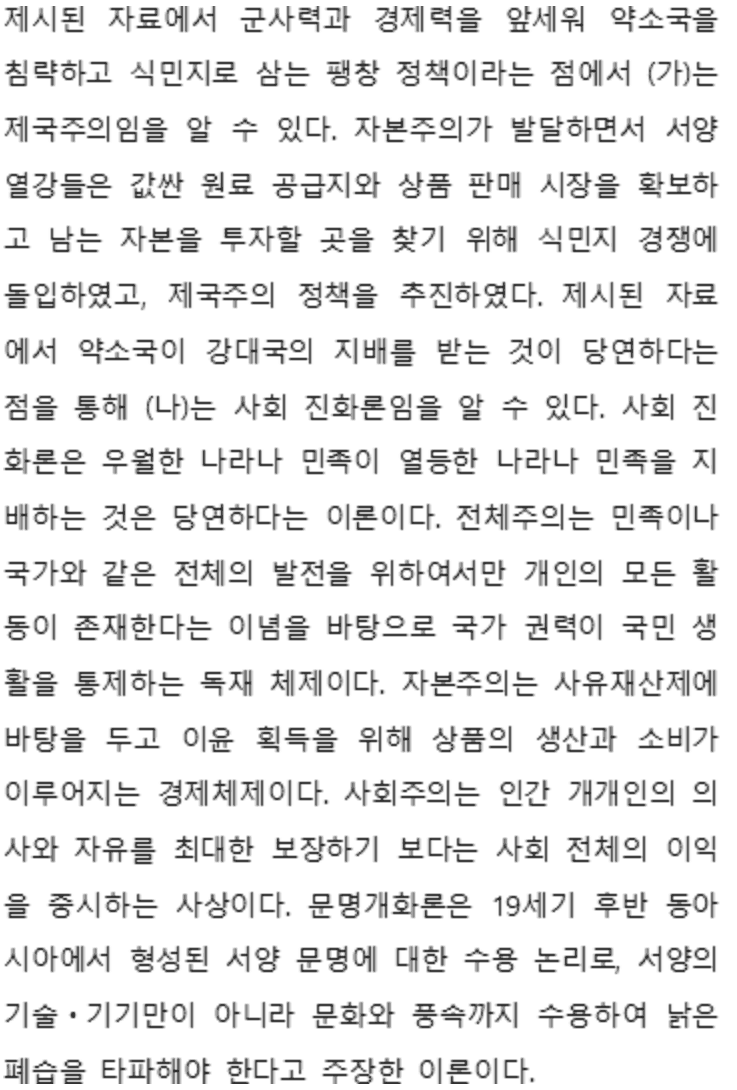 제시된 자료에서 군사력과 경제력을 앞세워 약소국을
침략하고 식민지로 삼는 팽창 정책이라는 점에서 (가)는
제국주의임을 알 수 있다. 자본주의가 발달하면서 서양
열강들은 값싼 원료 공급지와 상품 판매 시장을 확보하
고 남는 자본을 투자할 곳을 찾기 위해 식민지 경쟁에
돌입하였고, 제국주의 정책을 추진하였다. 제시된 자료
에서 약소국이 강대국의 지배를 받는 것이 당연하다는
점을 통해 (나)는 사회 진화론임을 알 수 있다. 사회 진
화론은 우월한 나라나 민족이 열등한 나라나 민족을 지
배하는 것은 당연하다는 이론이다. 전체주의는 민족이나
국가와 같은 전체의 발전을 위하여서만 개인의 모든 활
동이 존재한다는 이념을 바탕으로 국가 권력이 국민 생
활을 통제하는 독재 체제이다. 자본주의는 사유재산제에
바탕을 두고 이윤 획득을 위해 상품의 생산과 소비가
이루어지는 경제체제이다. 사회주의는 인간 개개인의 의
사와 자유를 최대한 보장하기 보다는 사회 전체의 이익
을 중시하는 사상이다. 문명개화론은 19세기 후반 동아
시아에서 형성된 서양 문명에 대한 수용 논리로, 서양의
기술・기기만이 아니라 문화와 풍속까지 수용하여 낡은
폐습을 타파해야 한다고 주장한 이론이다.